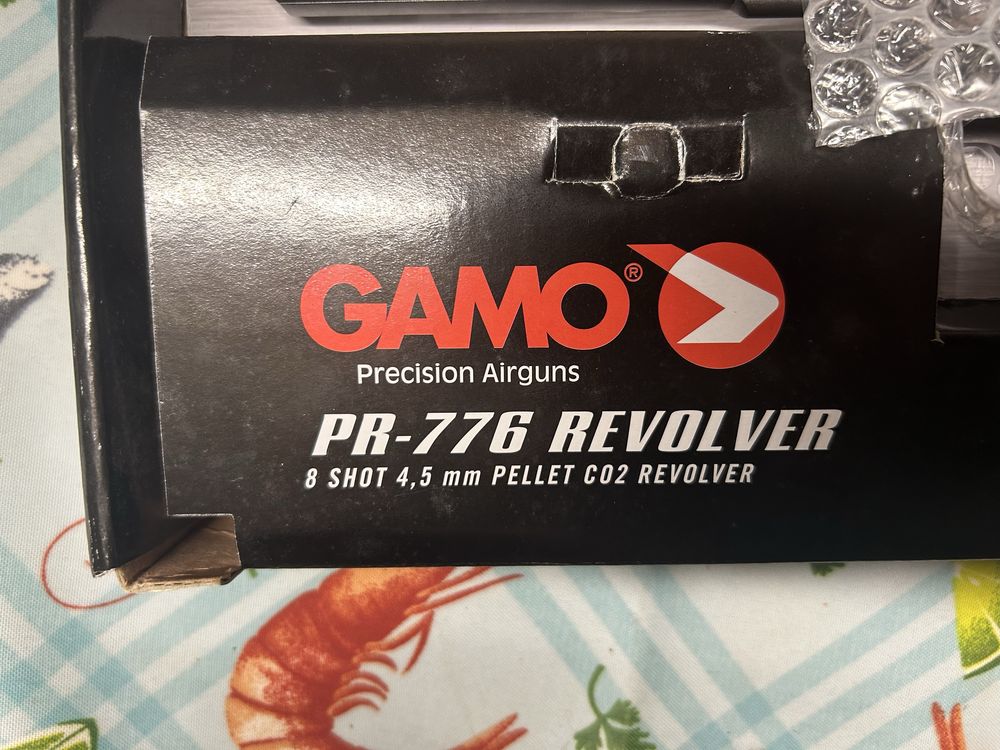 GAMO®
Precision Airguns
PR-776 REVOLVER
8 SHOT 4,5 mm PELLET CO2 REVOLVER